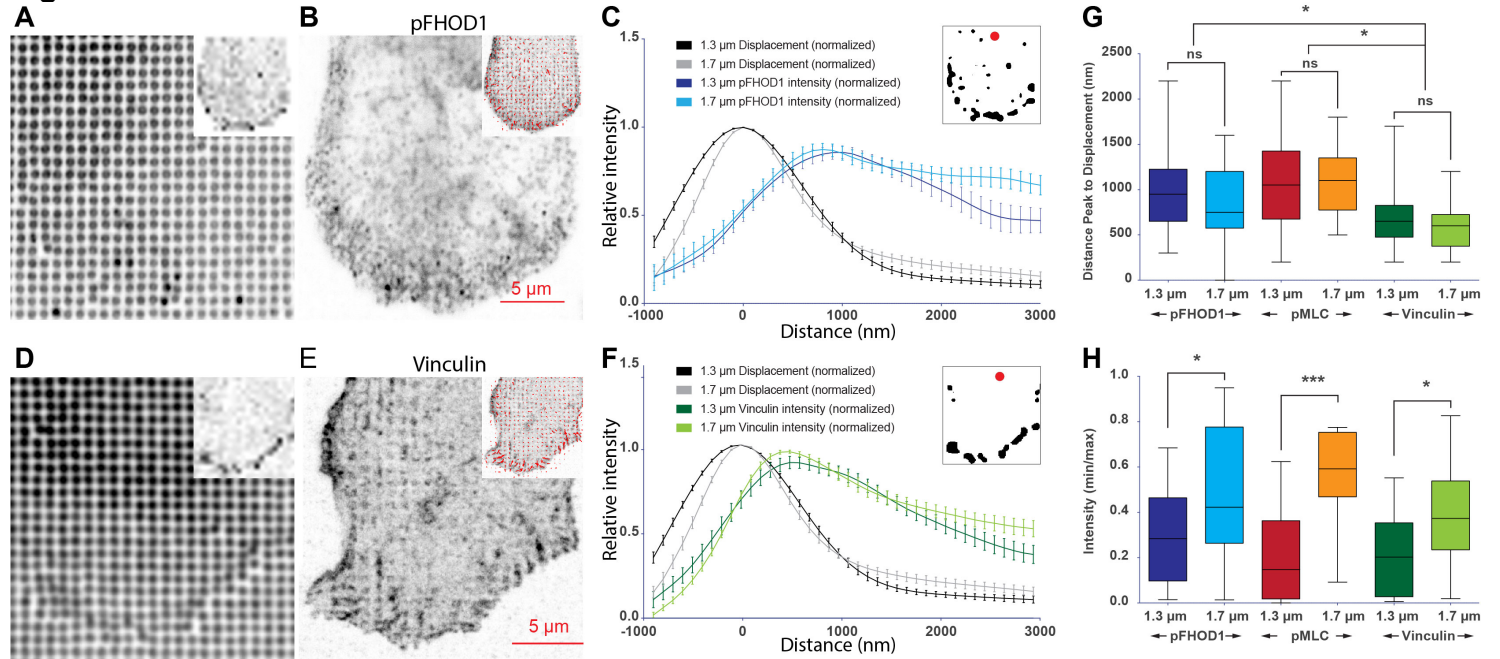 A
B
pFHOD1
5 µm
C
1.5
1.0
0.5
0.0
Relative intensity
1.3 µm Displacement (normalized)
1.7 µm Displacement (normalized)
1.3 µm pFHOD1 intensity (normalized)
1.7 µm pFHOD1 intensity (normalized)
-1000 0 1000 2000 3000
Distance (nm)
G
*
*
ns
ns
ns
2500
2000
1500
1000
500
0
Distance Peak to Displacement (nm)
1.3 µm 1.7 µm 1.3 µm 1.7 µm 1.3 µm 1.7 µm
pFHOD1 pMLC Vinculin
D
E
Vinculin
5 µm
F
1.5
1.0
0.5
0.0
Relative intensity
1.3 µm Displacement (normalized)
1.7 µm Displacement (normalized)
1.3 µm Vinculin intensity (normalized)
1.7 µm Vinculin intensity (normalized)
-1000 0 1000 2000 3000
Distance (nm)
H
*
***
*
1.0
0.8
0.6
0.4
0.2
0.0
Intensity (min/max)
1.3 µm 1.7 µm 1.3 µm 1.7 µm 1.3 µm 1.7 µm
pFHOD1 pMLC Vinculin